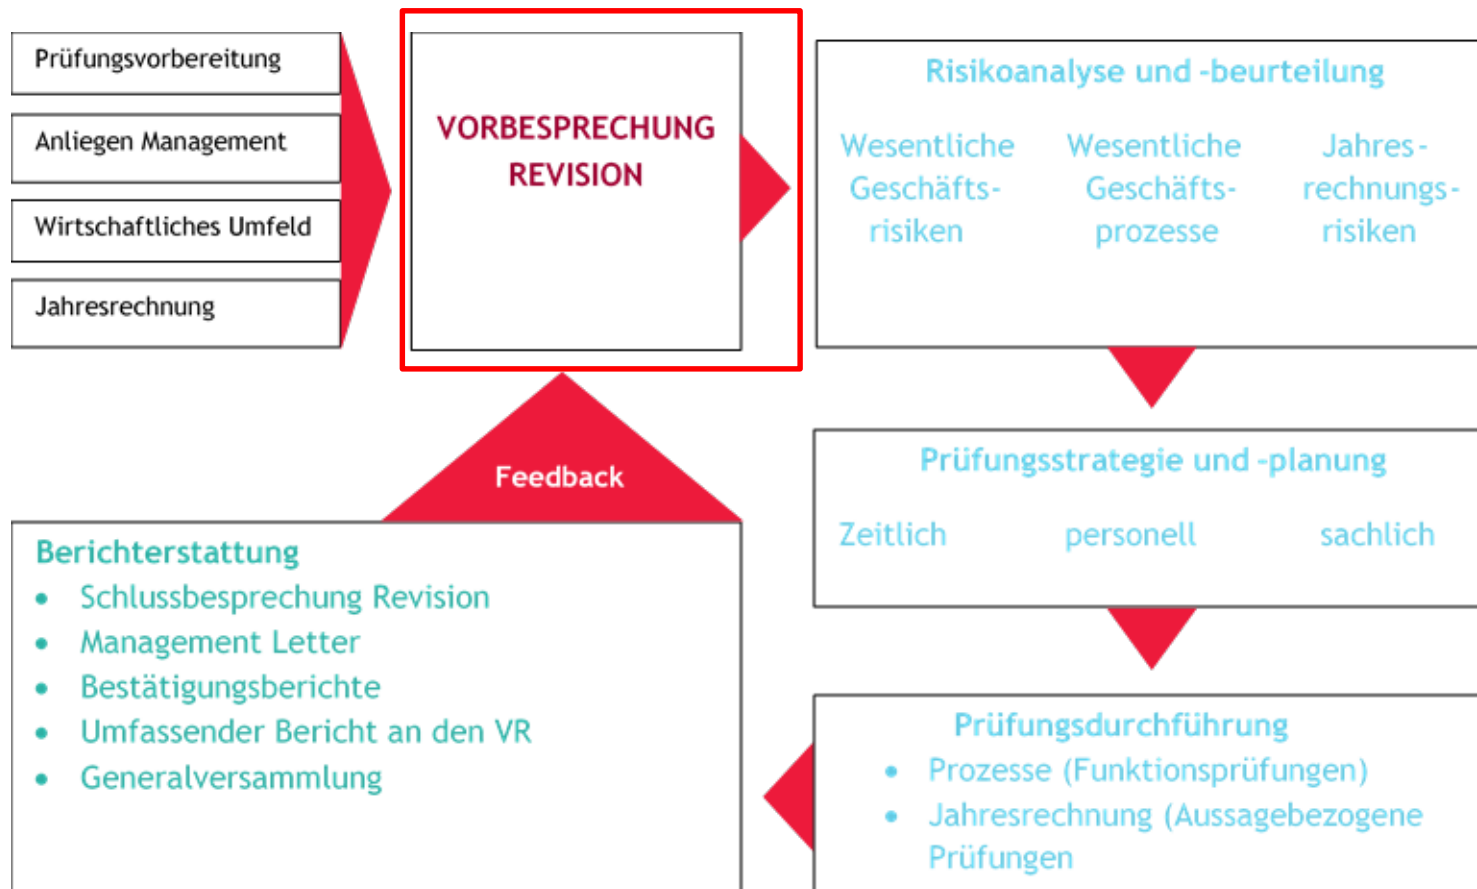 Prüfungsvorbereitung
Anliegen Management
Wirtschaftliches Umfeld
Jahresrechnung
VORBESPRECHUNG
REVISION
Risikoanalyse und -beurteilung
Wesentliche
Geschäfts-
risiken
Wesentliche
Geschäfts-
prozesse
Jahres-
rechnungs-
risiken
Prüfungsstrategie und -planung
Zeitlich personell sachlich
Prüfungsdurchführung
• Prozesse (Funktionsprüfungen)
• Jahresrechnung (Aussagebezogene
Prüfungen
Feedback
Berichterstattung
• Schlussbesprechung Revision
• Management Letter
• Bestätigungsberichte
• Umfassender Bericht an den VR
• Generalversammlung